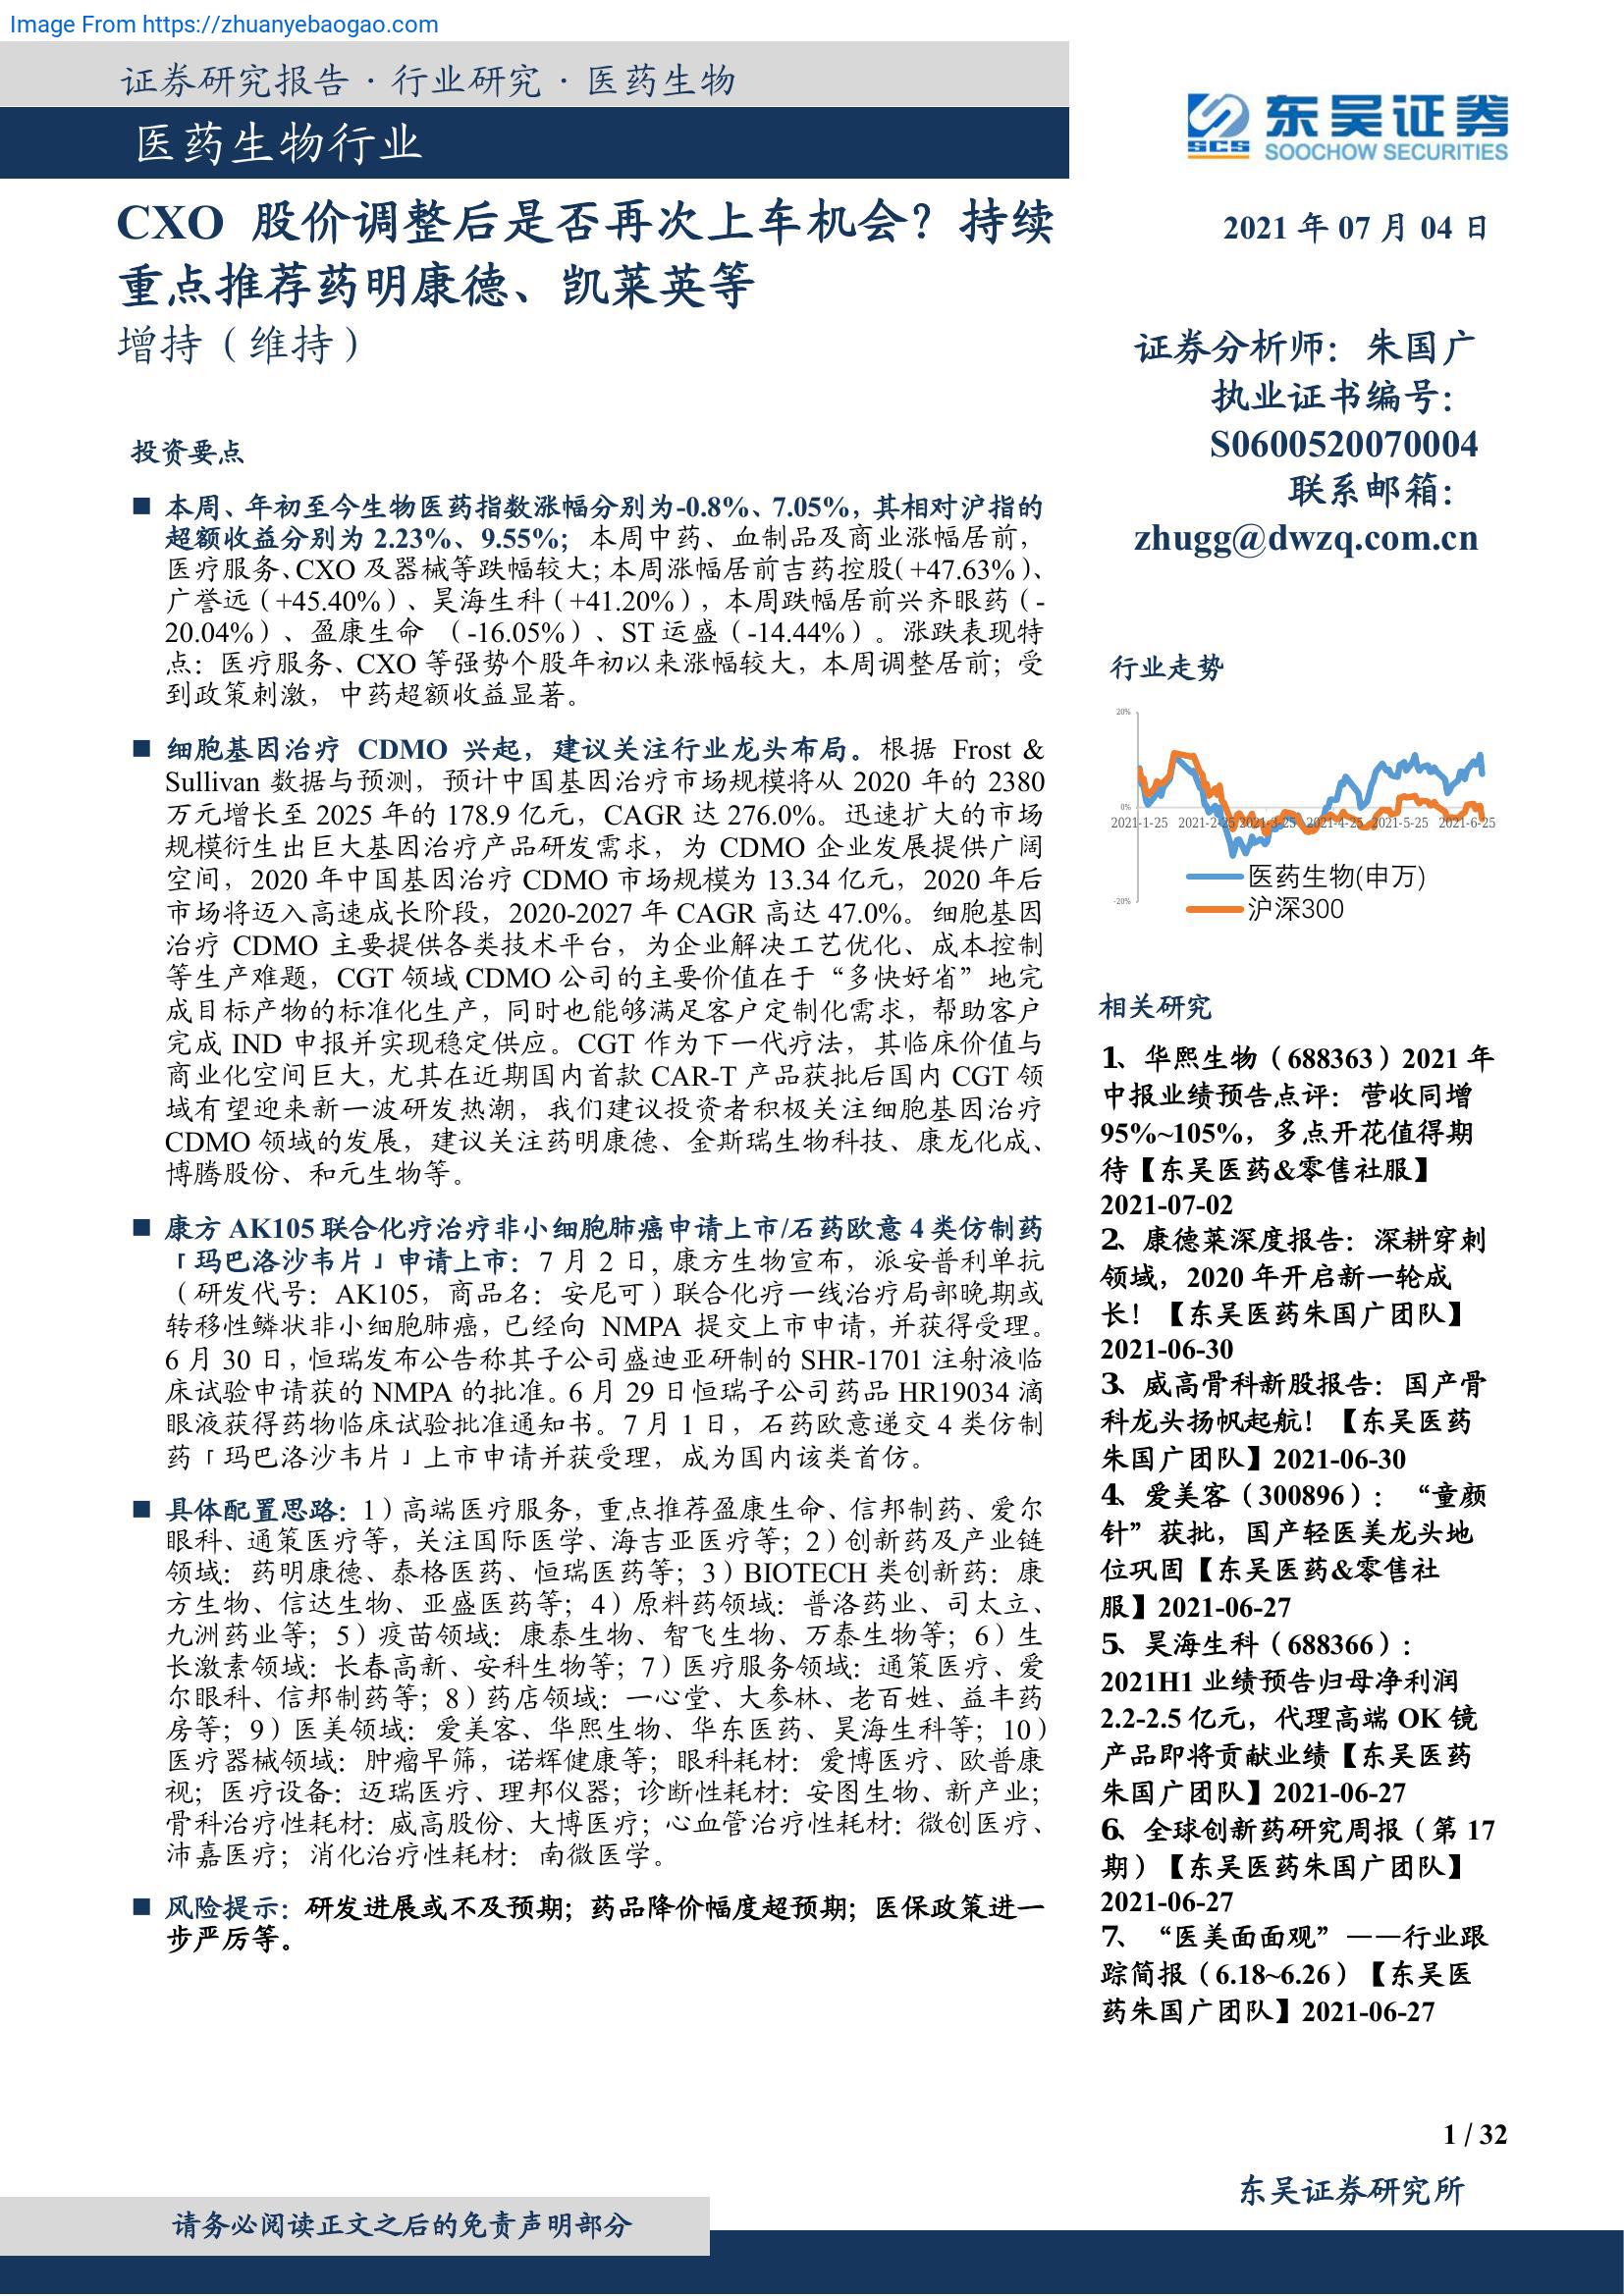 Image From https://zhuanyebaogao.com
证券研究报告·行业研究·医药生物
医药生物行业
CXO 股价调整后是否再次上车机会？持续
重点推荐药明康德、凯莱英等
增持（维持）
投资要点
■ 本周、年初至今生物医药指数涨幅分别为-0.8%、7.05%，其相对沪指的
超额收益分别为 2.23%、9.55%；本周中药、血制品及商业涨幅居前，
医疗服务、CXO 及器械等跌幅较大；本周涨幅居前吉药控股（+47.63%）、
广誉远（+45.40%）、昊海生科（+41.20%），本周跌幅居前兴齐眼药（-
20.04%）、盈康生命 （-16.05%）、ST 运盛（-14.44%）。涨跌表现特
点：医疗服务、CXO 等强势个股年初以来涨幅较大，本周调整居前；受
到政策刺激，中药超额收益显著。
■ 细胞基因治疗 CDMO 兴起，建议关注行业龙头布局。根据 Frost &
Sullivan 数据与预测，预计中国基因治疗市场规模将从 2020 年的 2380
万元增长至 2025 年的 178.9 亿元，CAGR 达 276.0%。迅速扩大的市场
规模衍生出巨大基因治疗产品研发需求，为 CDMO 企业发展提供广阔
空间，2020 年中国基因治疗 CDMO 市场规模为 13.34 亿元，2020 年后
市场将迈入高速成长阶段，2020-2027 年 CAGR 高达 47.0%。细胞基因
治疗 CDMO 主要提供各类技术平台，为企业解决工艺优化、成本控制
等生产难题，CGT 领域 CDMO 公司的主要价值在于“多快好省”地完
成目标产物的标准化生产，同时也能够满足客户定制化需求，帮助客户
完成 IND 申报并实现稳定供应。CGT 作为下一代疗法，其临床价值与
商业化空间巨大，尤其在近期国内首款 CAR-T 产品获批后国内 CGT 领
域有望迎来新一波研发热潮，我们建议投资者积极关注细胞基因治疗
CDMO 领域的发展，建议关注药明康德、金斯瑞生物科技、康龙化成、
博腾股份、和元生物等。
■ 康方 AK105 联合化疗治疗非小细胞肺癌申请上市/石药欧意 4 类仿制药
「玛巴洛沙韦片」申请上市：7 月 2 日，康方生物宣布，派安普利单抗
（研发代号：AK105，商品名：安尼可）联合化疗一线治疗局部晚期或
转移性鳞状非小细胞肺癌，已经向 NMPA 提交上市申请，并获得受理。
6 月 30 日，恒瑞发布公告称其子公司盛迪亚研制的 SHR-1701 注射液临
床试验申请获的 NMPA 的批准。6 月 29 日恒瑞子公司药品 HR19034 滴
眼液获得药物临床试验批准通知书。7 月 1 日，石药欧意递交 4 类仿制
药「玛巴洛沙韦片」上市申请并获受理，成为国内该类首仿。
■ 具体配置思路：1）高端医疗服务，重点推荐盈康生命、信邦制药、爱尔
眼科、通策医疗等，关注国际医学、海吉亚医疗等；2）创新药及产业链
领域：药明康德、泰格医药、恒瑞医药等；3）BIOTECH 类创新药：康
方生物、信达生物、亚盛医药等；4）原料药领域：普洛药业、司太立、
九洲药业等；5）疫苗领域：康泰生物、智飞生物、万泰生物等；6）生
长激素领域：长春高新、安科生物等；7）医疗服务领域：通策医疗、爱
尔眼科、信邦制药等；8）药店领域：一心堂、大参林、老百姓、益丰药
房等；9）医美领域：爱美客、华熙生物、华东医药、昊海生科等；10）
医疗器械领域：肿瘤早筛，诺辉健康等；眼科耗材：爱博医疗、欧普康
视；医疗设备：迈瑞医疗、理邦仪器；诊断性耗材：安图生物、新产业；
骨科治疗性耗材：威高股份、大博医疗；心血管治疗性耗材：微创医疗、
沛嘉医疗；消化治疗性耗材：南微医学。
■ 风险提示：研发进展或不及预期；药品降价幅度超预期；医保政策进一
步严厉等。
SCS 东吴证券
SOOCHOW SECURITIES
2021 年 07 月 04 日
证券分析师：朱国广
执业证书编号：
S0600520070004
联系邮箱：
zhugg@dwzq.com.cn
行业走势
20%
0%
2021-1-25 2021-2-25 2021-3-25 2021-4-25 2021-5-25 2021-6-25
医药生物(申万)
-20%
沪深300
相关研究
1、华熙生物（688363）2021 年
中报业绩预告点评：营收同增
95%~105%，多点开花值得期
待【东吴医药&零售社服】
2021-07-02
2、康德莱深度报告：深耕穿刺
领域，2020 年开启新一轮成
长！【东吴医药朱国广团队】
2021-06-30
3、威高骨科新股报告：国产骨
科龙头扬帆起航！【东吴医药
朱国广团队】2021-06-30
4、爱美客（300896）：“童颜
针”获批，国产轻医美龙头地
位巩固【东吴医药&零售社
服】2021-06-27
5、昊海生科（688366）：
2021H1 业绩预告归母净利润
2.2-2.5 亿元，代理高端 OK 镜
产品即将贡献业绩【东吴医药
朱国广团队】2021-06-27
6、全球创新药研究周报（第 17
期）【东吴医药朱国广团队】
2021-06-27
7、“医美面面观”——行业跟
踪简报（6.18~6.26）【东吴医
药朱国广团队】2021-06-27
1 / 32
东吴证券研究所
请务必阅读正文之后的免责声明部分